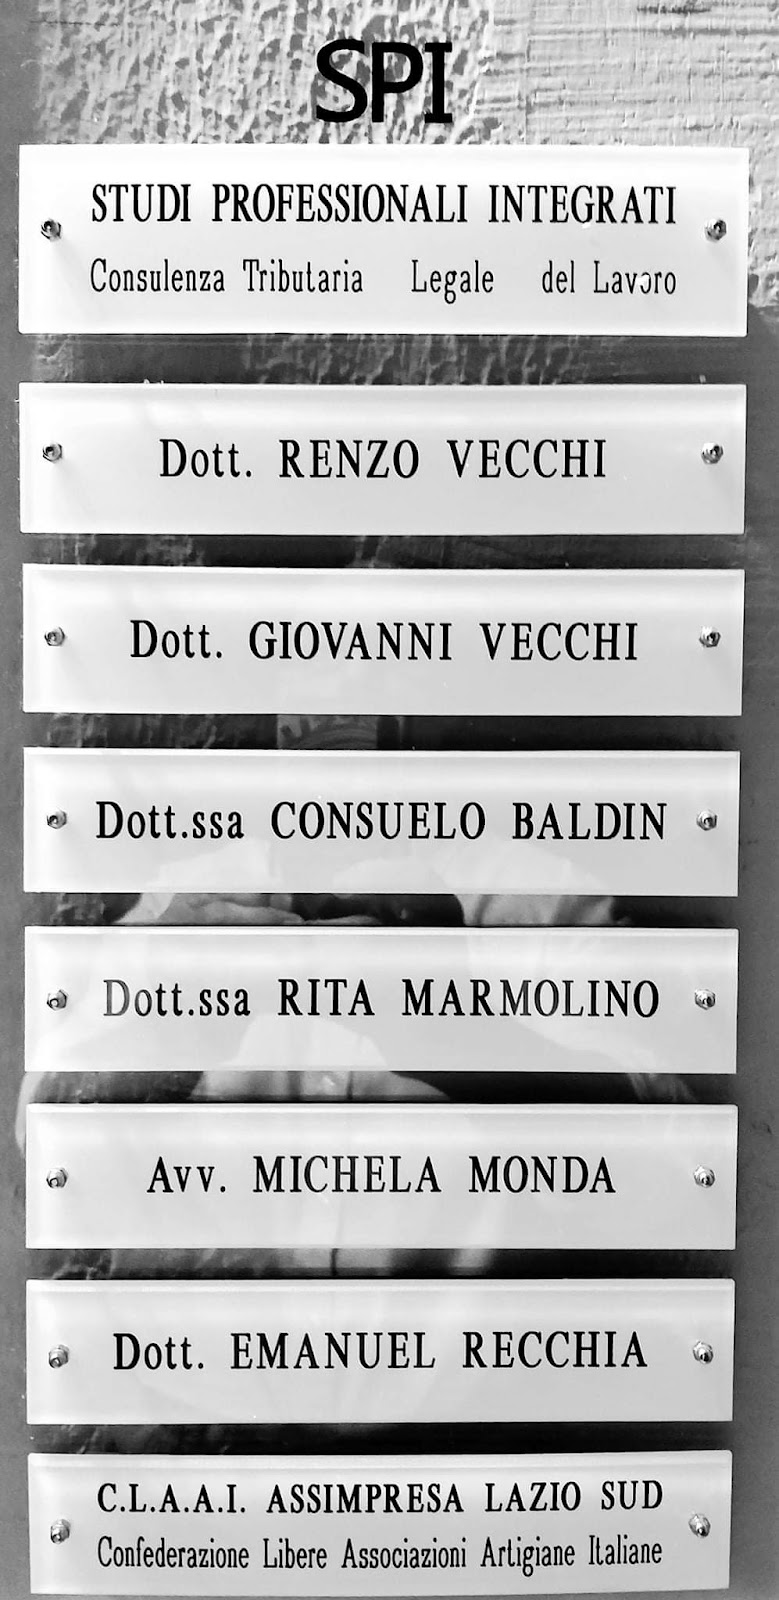 SPI
STUDI PROFESSIONALI INTEGRATI
Consulenza Tributaria Legale del Lavoro
Dott. RENZO VECCHI
Dott. GIOVANNI VECCHI
Dott.ssa CONSUELO BALDIN
Dott.ssa RITA MARMOLINO
Avv. MICHELA MONDA
Dott. EMANUEL RECCHIA
C.L.A.A.I. ASSIMPRESA LAZIO SUD
Confederazione Libere Associazioni Artigiane Italiane